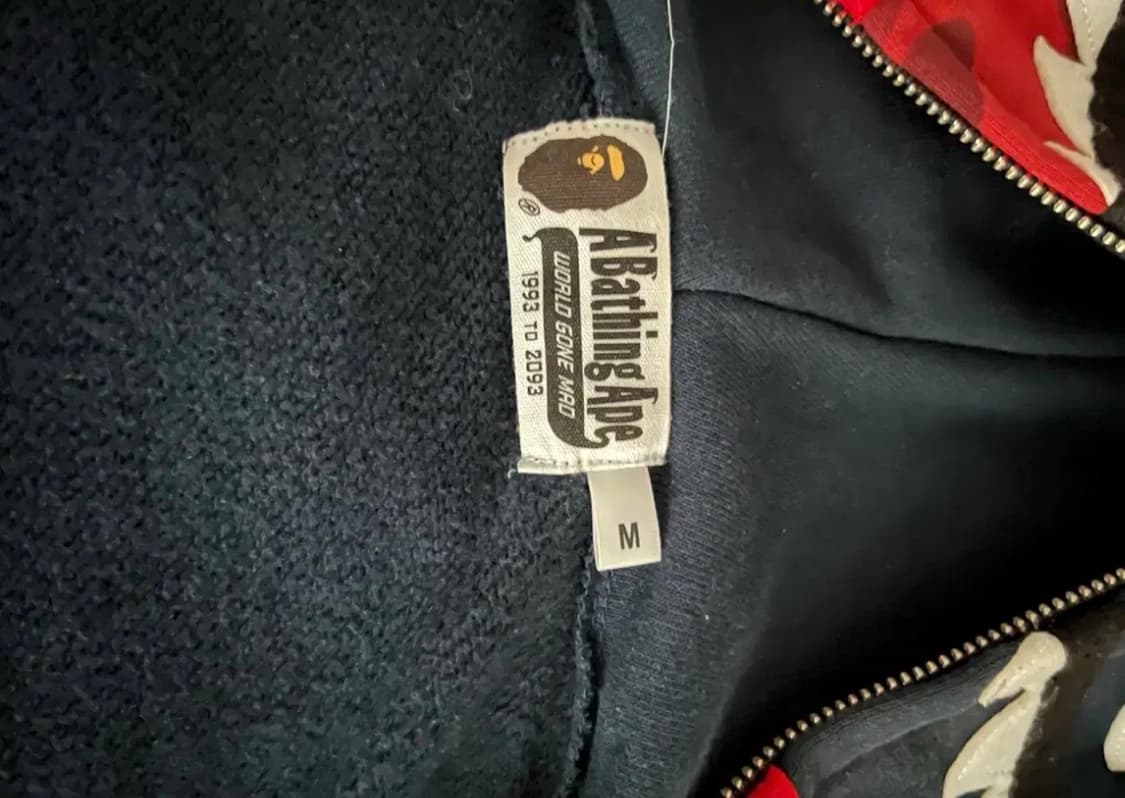 ®
A Bathing Ape
WORLD GONE MAD
1993 TO 2093
M